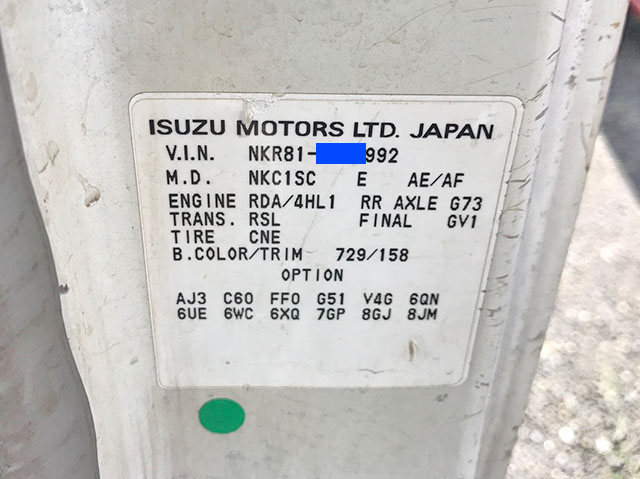 ISUZU MOTORS LTD. JAPAN
V.I.N. NKR81- 992
M.D. NKC1SC E AE/AF
ENGINE RDA/4HL1 RR AXLE G73
TRANS. RSL FINAL GV1
TIRE CNE
B.COLOR/TRIM 729/158
OPTION
AJ3 C60 FF0 G51 V4G 6QN
6UE 6WC 6XQ 7GP 8GJ 8JM